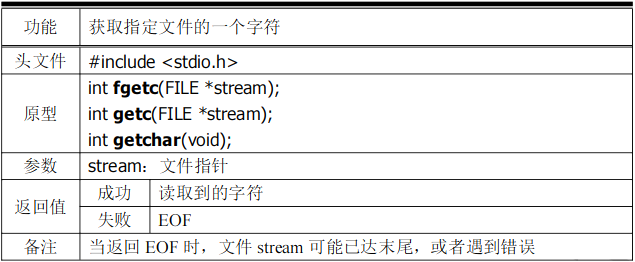 功能 获取指定文件的一个字符
头文件 #include <stdio.h>
原型 int fgetc(FILE *stream);
int getc(FILE *stream);
int getchar(void);
参数 stream：文件指针
返回值 成功 读取到的字符
失败 EOF
备注 当返回 EOF 时，文件 stream 可能已达末尾，或者遇到错误